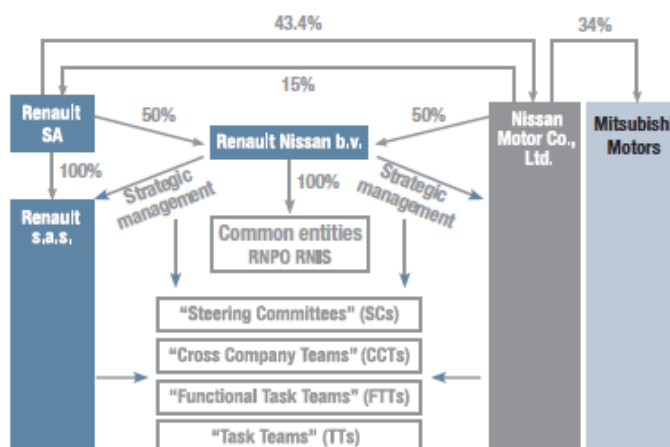 43.4%
34%
15%
Renault
SA
50%
Renault Nissan b.v.
50%
Nissan
Motor Co.,
Ltd.
Mitsubishi
Motors
100%
Strategic
management
100%
Strategic
management
Renault
s.a.s.
Common entities
RNPO RNIIS
"Steering Committees" (SCs)
"Cross Company Teams" (CCTs)
"Functional Task Teams" (FTTs)
"Task Teams" (TTs)